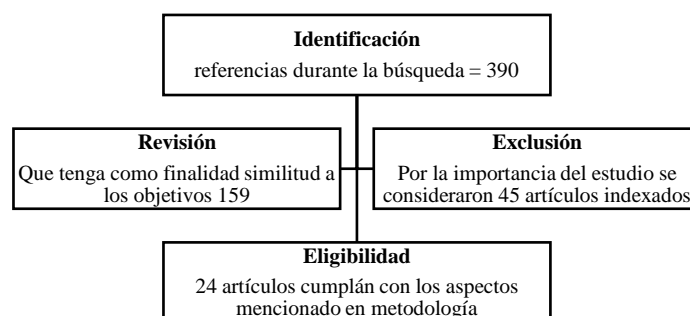 Identificación
referencias durante la búsqueda = 390
Revisión
Que tenga como finalidad similitud a
los objetivos 159
Exclusión
Por la importancia del estudio se
consideraron 45 artículos indexados
Eligibilidad
24 artículos cumplán con los aspectos
mencionado en metodología